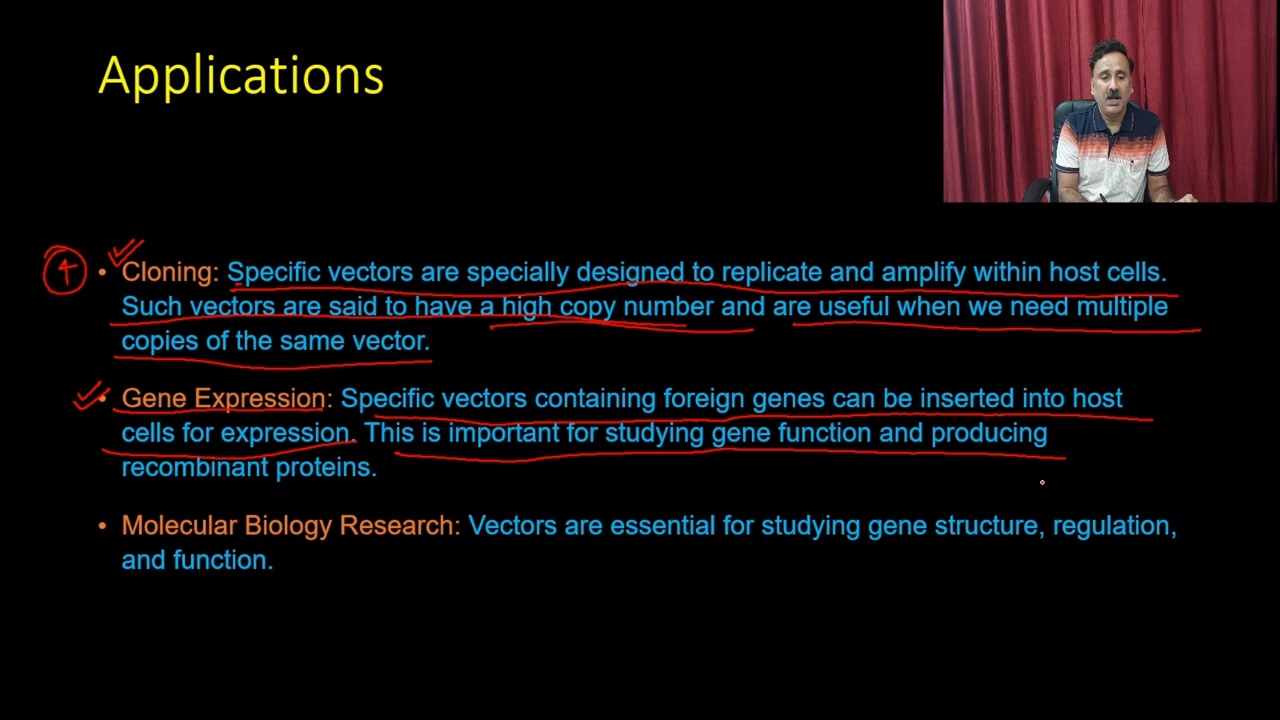 Applications
4
• Cloning: Specific vectors are specially designed to replicate and amplify within host cells.
Such vectors are said to have a high copy number and are useful when we need multiple
copies of the same vector.
• Gene Expression: Specific vectors containing foreign genes can be inserted into host
cells for expression. This is important for studying gene function and producing
recombinant proteins.
• Molecular Biology Research: Vectors are essential for studying gene structure, regulation,
and function.